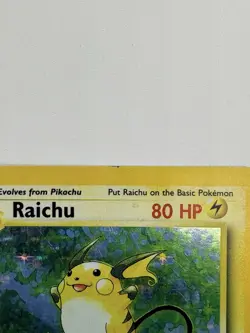 Evolves from Pikachu Put Raichu on the Basic Pokémon
Raichu 80 HP